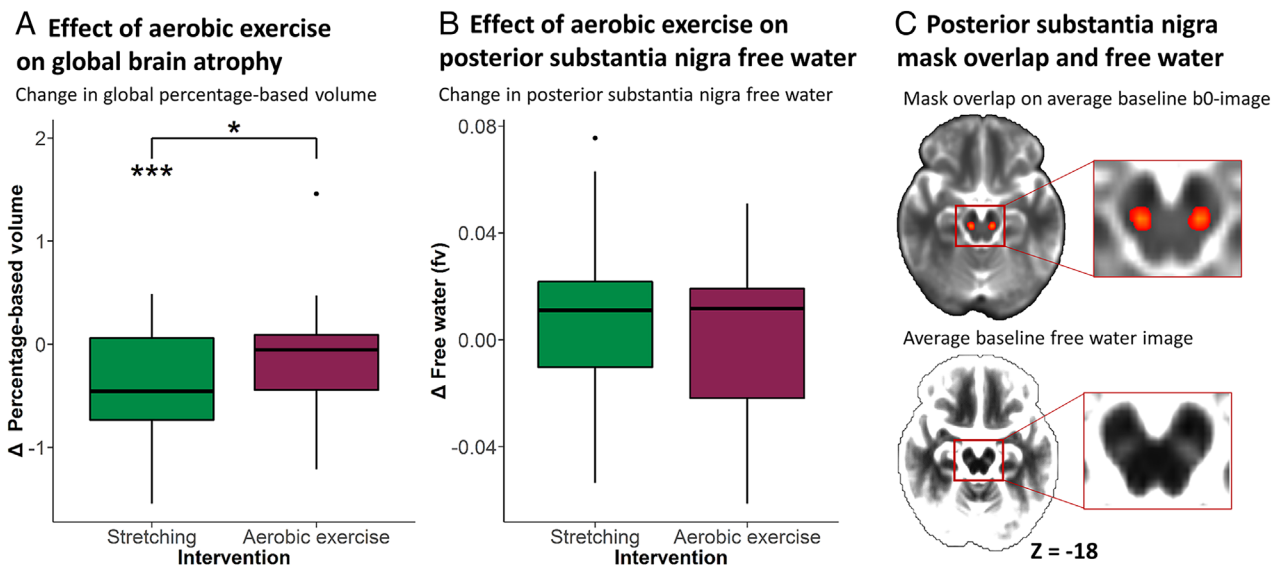 A Effect of aerobic exercise
on global brain atrophy
Change in global percentage-based volume
Δ Percentage-based volume
2
1
0
-1
*
***
Stretching
Aerobic exercise
Intervention
B Effect of aerobic exercise on
posterior substantia nigra free water
Change in posterior substantia nigra free water
Δ Free water (fv)
0.08
0.04
0.00
-0.04
Stretching
Aerobic exercise
Intervention
C Posterior substantia nigra
mask overlap and free water
Mask overlap on average baseline b0-image
Average baseline free water image
Z = -18